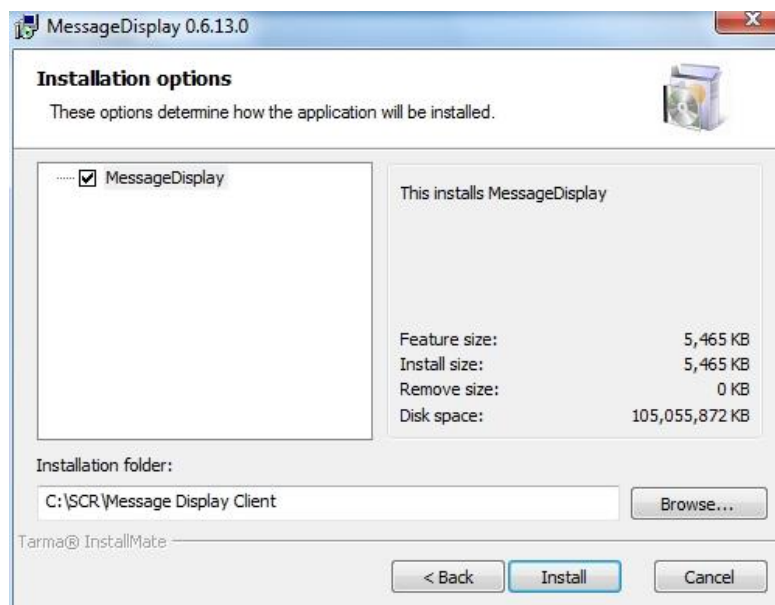 MessageDisplay 0.6.13.0
Installation options
These options determine how the application will be installed.
MessageDisplay
This installs MessageDisplay
Feature size: 5,465 KB
Install size: 5,465 KB
Remove size: 0 KB
Disk space: 105,055,872 KB
Installation folder:
C:\SCR\Message Display Client
Browse...
Tarma® InstallMate
< Back Install Cancel